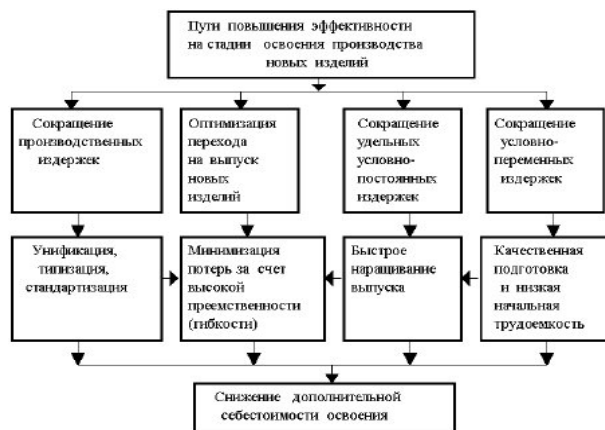 Пути повышения эффективности
на стадии освоения производства
новых изделий
Сокращение
производственных
издержек
Оптимизация
перехода
на выпуск
новых
изделий
Сокращение
удельных
условно-
постоянных
издержек
Сокращение
условно-
переменных
издержек
Унификация,
типизация,
стандартизация
Минимизация
потерь за счет
высокой
преемственности
(гибкости)
Быстрое
наращивание
выпуска
Качественная
подготовка
и низкая
начальная
трудоемкость
Снижение дополнительной
себестоимости освоения